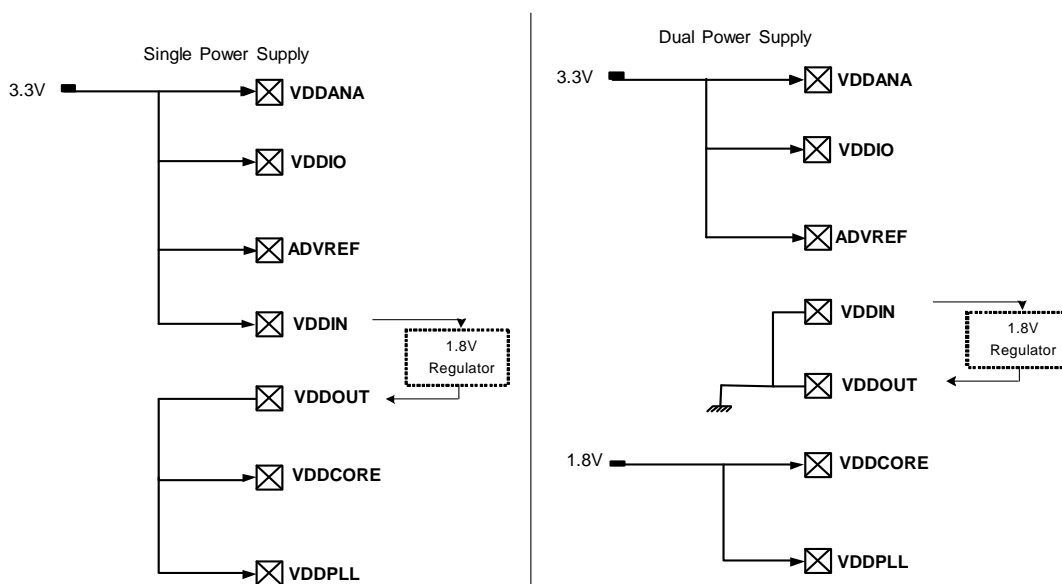 Single Power Supply
3.3V
VDDANA
VDDIO
ADVREF
VDDIN
1.8V
Regulator
VDDOUT
VDDCORE
VDDPLL
Dual Power Supply
3.3V
VDDANA
VDDIO
ADVREF
VDDIN
1.8V
Regulator
VDDOUT
1.8V
VDDCORE
VDDPLL